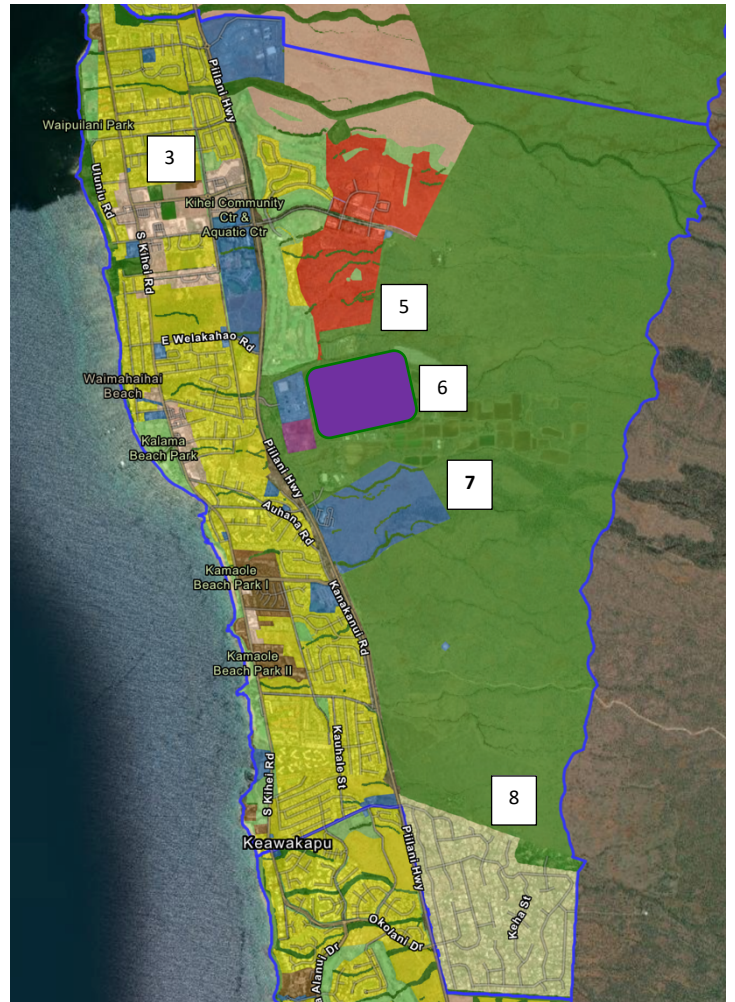 Piilani Hwy
Waipuilani Park
3
Uluniu Rd
Kihei Community
Ctr &
Aquatic Ctr
S Kihei Rd
5
E Welakahao Rd
Waimahaihai
Beach
6
Kalama
Beach Park
Piilani Hwy
7
Auhana Rd
Kamaole
Beach Park I
Kanakanui Rd
Kamaole
Beach Park II
Kauhale St
S Kihei Rd
8
Keawakapu
Piilani Hwy
Keha St
Okolani Dr
a Alanui Dr